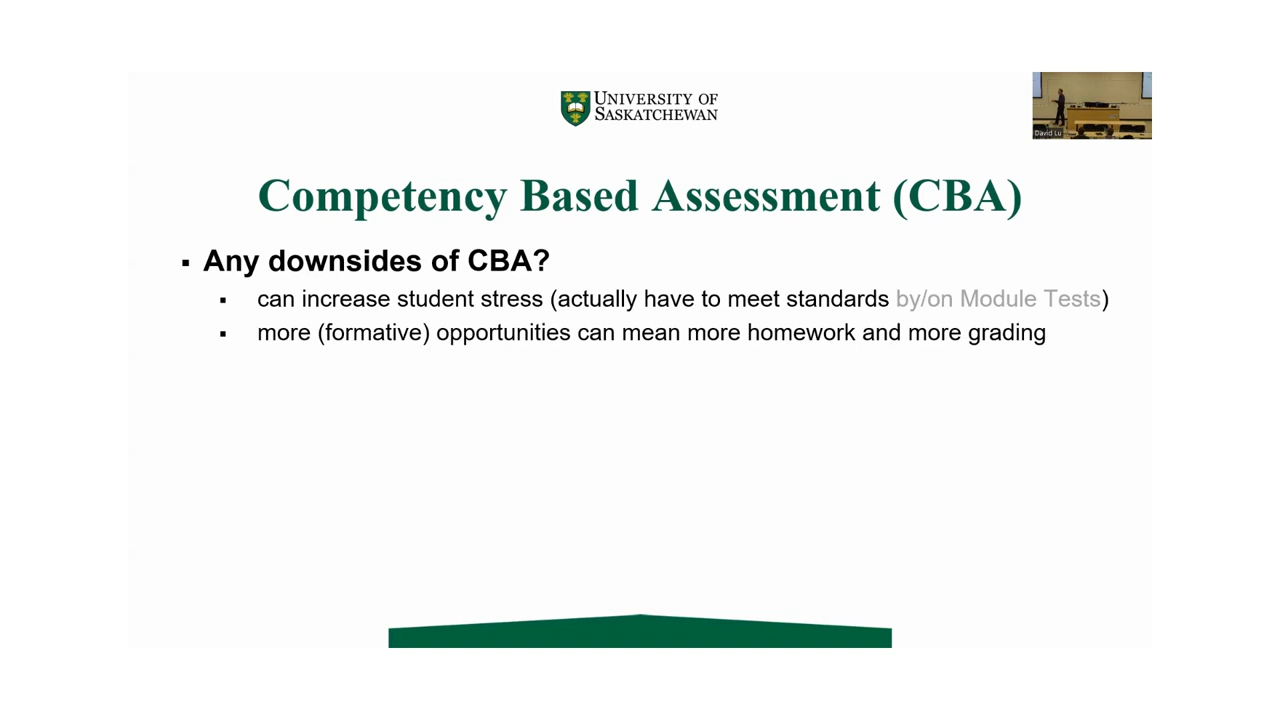 UNIVERSITY OF
SASKATCHEWAN
David Lu
Competency Based Assessment (CBA)
▪ Any downsides of CBA?
▪ can increase student stress (actually have to meet standards by/on Module Tests)
▪ more (formative) opportunities can mean more homework and more grading